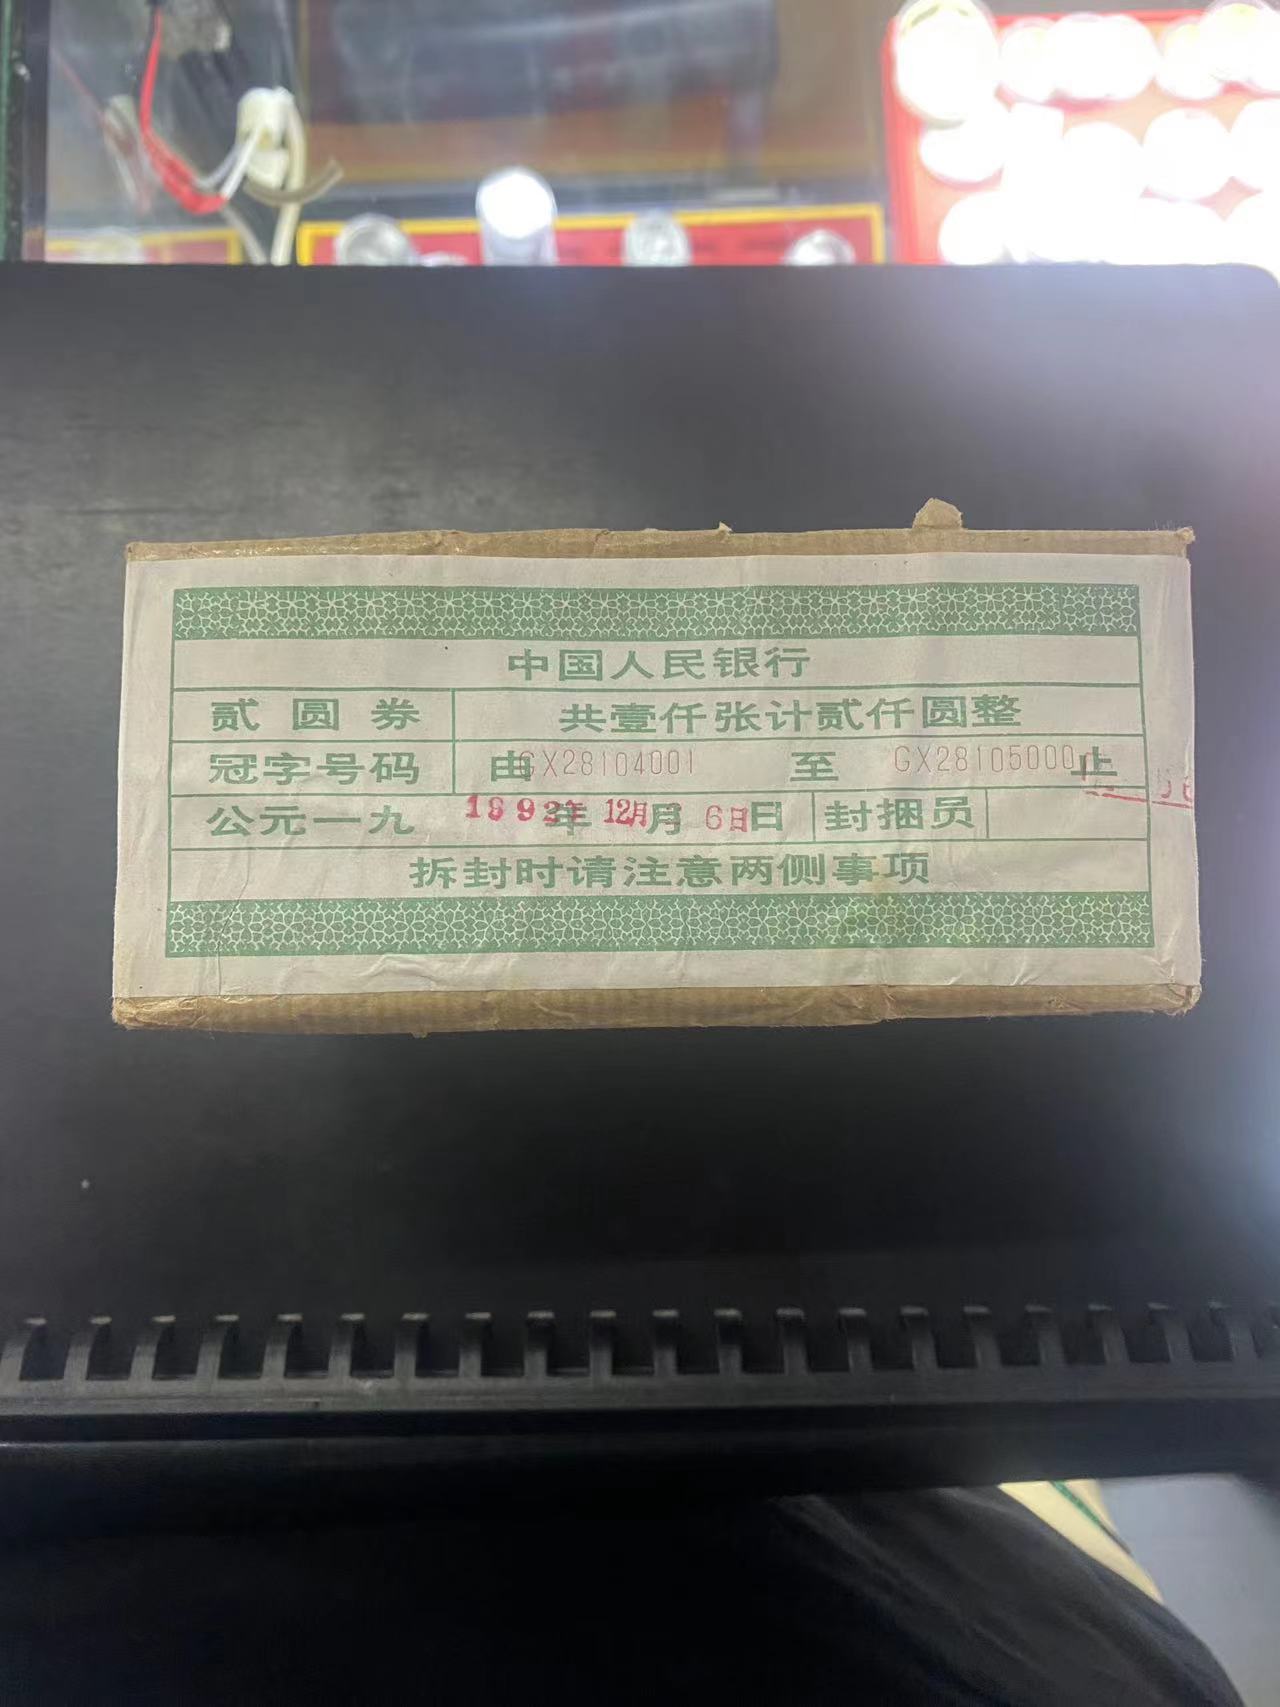 中国人民银行
贰圆券 共壹仟张计贰仟圆整
冠字号码 由GX28104001 至 GX28105000止
公元一九 1992年年 12月月 6日日 封捆员
拆封时请注意两侧事项